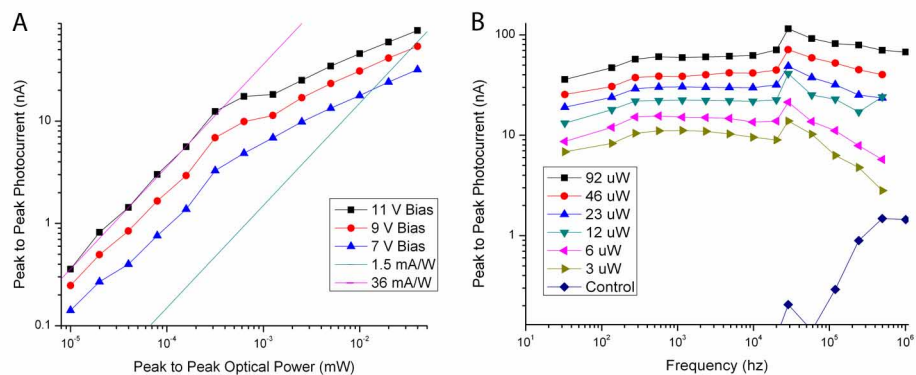 A
Peak to Peak Photocurrent (nA)
10
1
0.1
10⁻⁵
10⁻⁴
10⁻³
10⁻²
Peak to Peak Optical Power (mW)
11 V Bias
9 V Bias
7 V Bias
1.5 mA/W
36 mA/W
B
Peak to Peak Photocurrent (nA)
100
10
1
10¹
10²
10³
10⁴
10⁵
10⁶
Frequency (hz)
92 uW
46 uW
23 uW
12 uW
6 uW
3 uW
Control